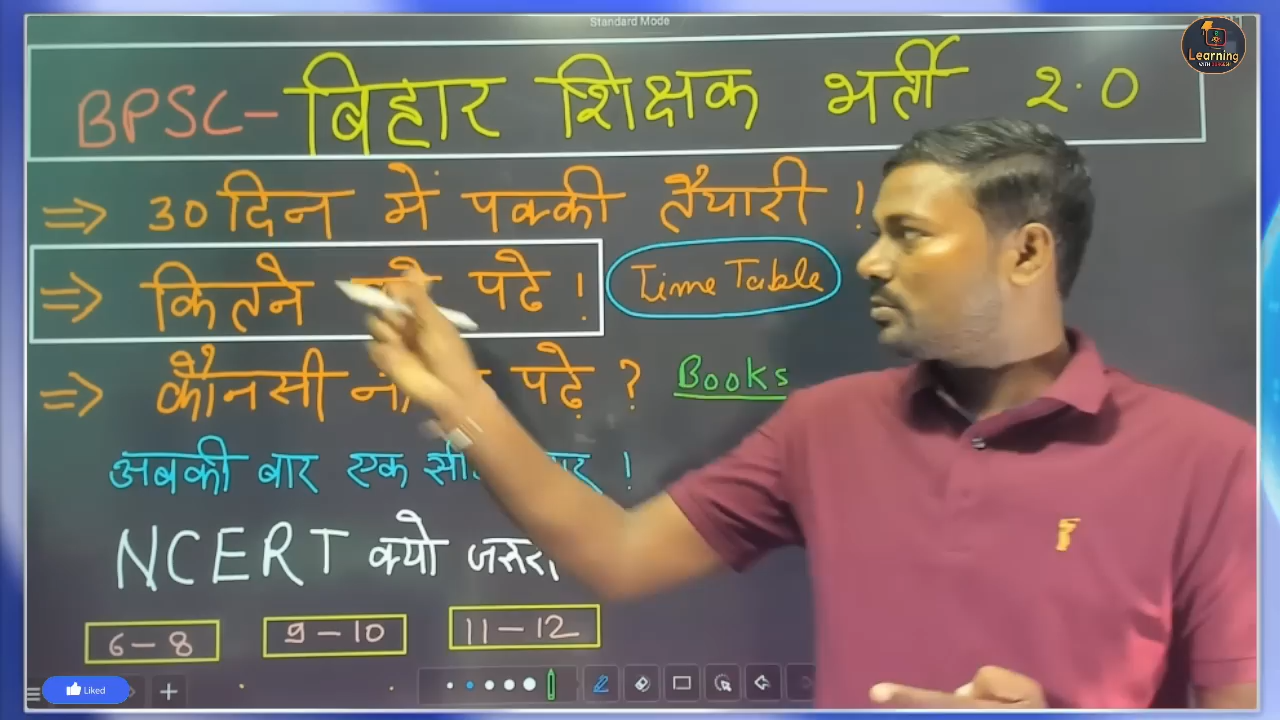 Standard Mode
Learning
BPSC- बिहार शिक्षक भर्ती २.0
⇒ 30 दिन में पक्की तैयारी !
⇒ कितने पढे !
Time Table
⇒ कौनसी पढ़े ?
Books
अबकी बार एक !
NCERT क्यो
6-8
9-10
11-12
Liked